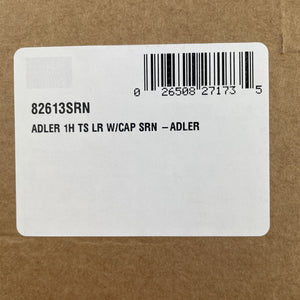 0 26508 27173 5
82613SRN
ADLER 1H TS LR W/CAP SRN –ADLER